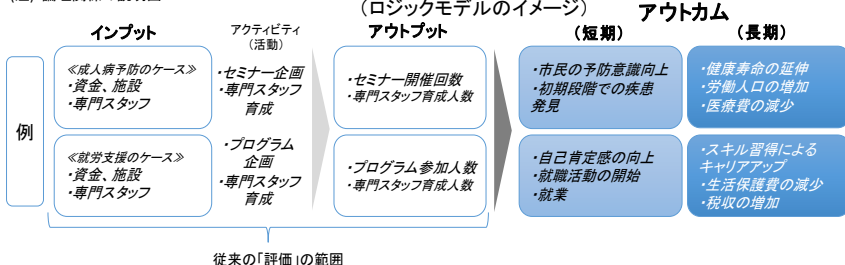 (ロジックモデルのイメージ)
アウトカム
インプット
アクティビティ
(活動)
アウトプット
(短期)
(長期)
例
≪成人病予防のケース≫
・資金、施設
・専門スタッフ
・セミナー企画
・専門スタッフ
育成
・セミナー開催回数
・専門スタッフ育成人数
・市民の予防意識向上
・初期段階での疾患
発見
・健康寿命の延伸
・労働人口の増加
・医療費の減少
≪就労支援のケース≫
・資金、施設
・専門スタッフ
・プログラム
企画
・専門スタッフ
育成
・プログラム参加人数
・専門スタッフ育成人数
・自己肯定感の向上
・就職活動の開始
・就業
・スキル習得による
キャリアアップ
・生活保護費の減少
・税収の増加
従来の「評価」の範囲